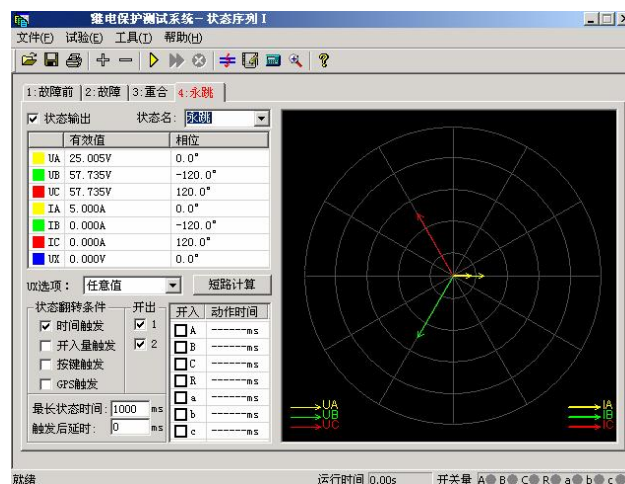 继电保护测试系统－状态序列 I
文件(F) 试验(E) 工具(T) 帮助(H)
1:故障前 2:故障 3:重合 4:永跳
状态输出 状态名: 永跳
有效值 相位
UA 25.005V 0.0°
UB 57.735V -120.0°
UC 57.735V 120.0°
IA 5.000A 0.0°
IB 0.000A -120.0°
IC 0.000A 120.0°
UX 0.000V 0.0°
UX选项: 任意值 短路计算
状态翻转条件 开出 开入 动作时间
时间触发 1 A ------ms
开入量触发 2 B ------ms
按键触发 C ------ms
GPS触发 R ------ms
a ------ms
最长状态时间: 1000 ms b ------ms
触发后延时: 0 ms c ------ms
UA IA
UB IB
UC IC
就绪 运行时间 0.00s 开关量 A B C R a b c